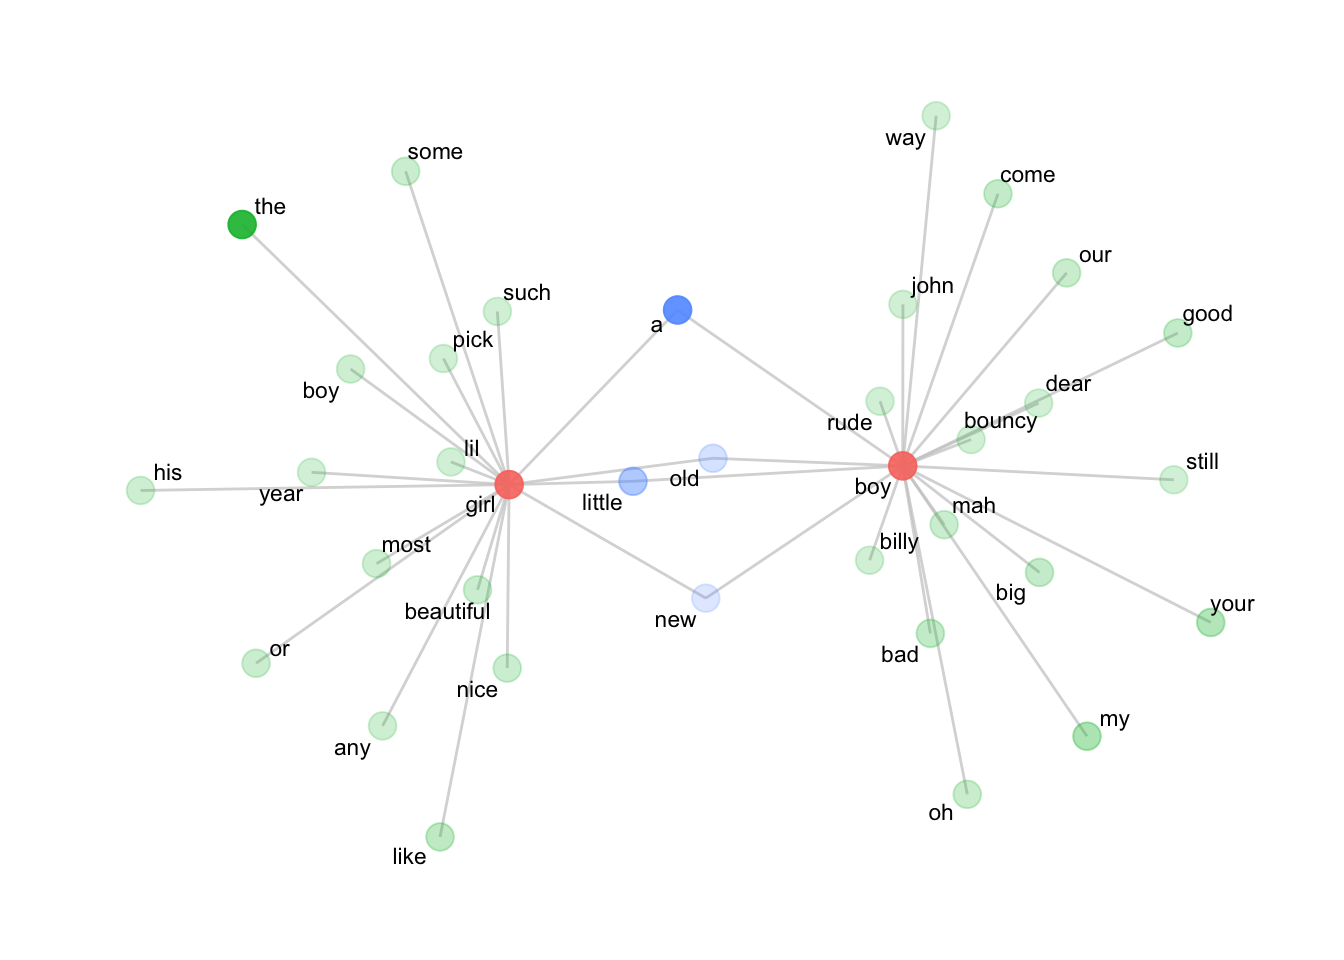 way
some
come
the
our
john
such
good
a
pick
dear
boy
bouncy
rude
lil
his
still
old
boy
year
girl
little
mah
billy
most
big
your
beautiful
new
or
bad
nice
my
any
oh
like